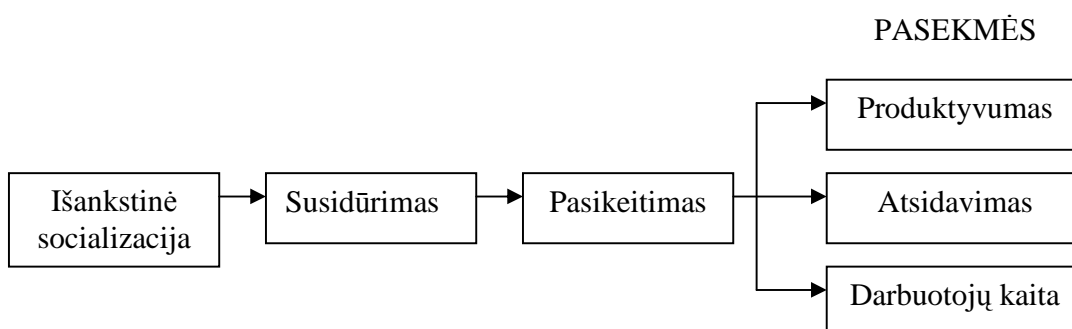 PASEKMĖS
Produktyvumas
Išankstinė
socializacija
Susidūrimas
Pasikeitimas
Atsidavimas
Darbuotojų kaita